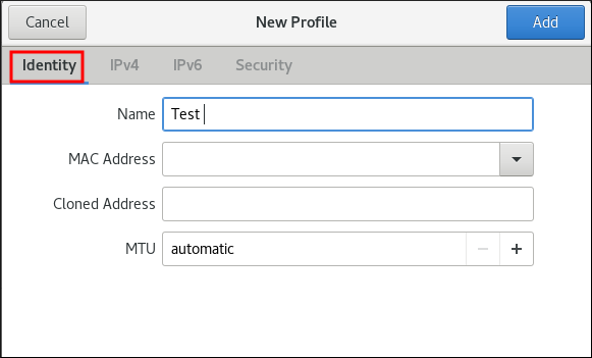 Cancel New Profile Add
Identity IPv4 IPv6 Security
Name Test
MAC Address
Cloned Address
MTU automatic − +